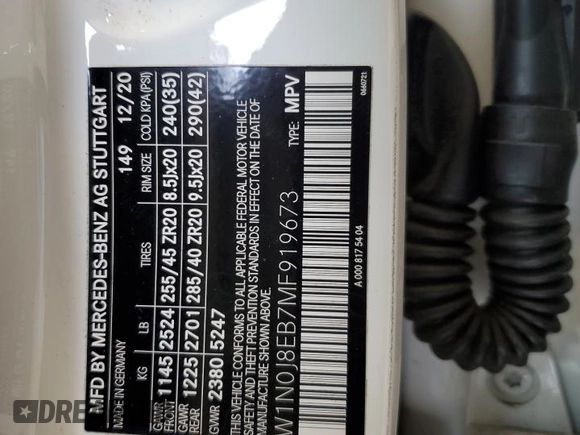 MFD BY MERCEDES-BENZ AG STUTTGART
MADE IN GERMANY 149 12/20
KG LB TIRES RIM SIZE COLD KPA(PSI)
GAWR FRONT 1145 2524 255/45 ZR20 8.5Jx20 240(35)
GAWR REAR 1225 2701 285/40 ZR20 9.5Jx20 290(42)
GVWR 2380 5247
THIS VEHICLE CONFORMS TO ALL APPLICABLE FEDERAL MOTOR VEHICLE
SAFETY AND THEFT PREVENTION STANDARDS IN EFFECT ON THE DATE OF
MANUFACTURE SHOWN ABOVE.
TYPE: MPV
W1N0J8EB7MF919673
0660721
A 000 817 54 04
DRE